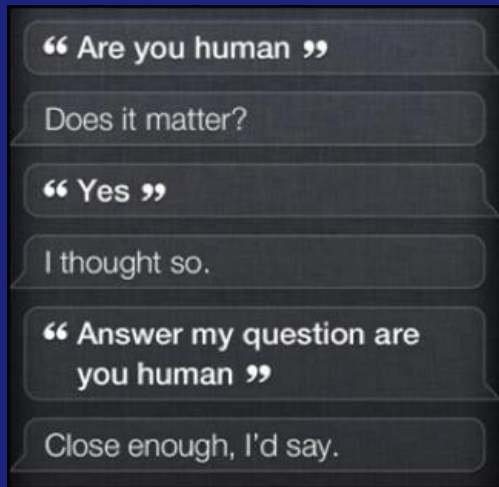 “ Are you human ”
Does it matter?
“ Yes ”
I thought so.
“ Answer my question are
you human ”
Close enough, I’d say.